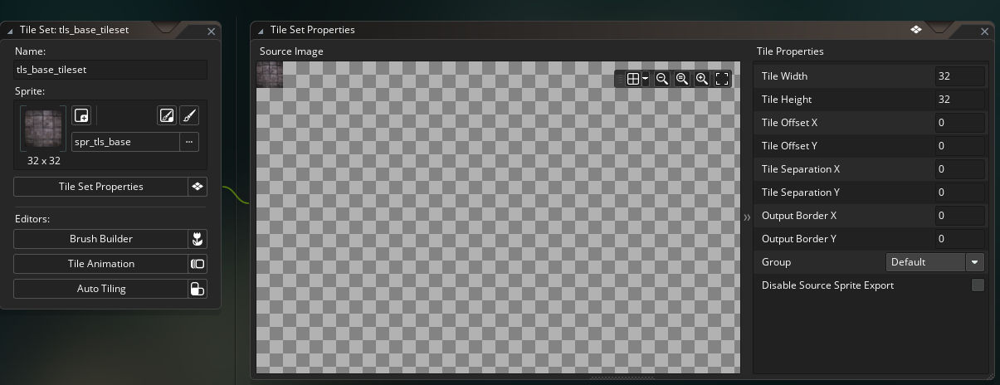 Tile Set: tls_base_tileset
Name:
tls_base_tileset
Sprite:
spr_tls_base
...
32 x 32
Tile Set Properties
Editors:
Brush Builder
Tile Animation
Auto Tiling
Tile Set Properties
Source Image
Tile Properties
Tile Width 32
Tile Height 32
Tile Offset X 0
Tile Offset Y 0
Tile Separation X 0
Tile Separation Y 0
Output Border X 0
Output Border Y 0
Group Default
Disable Source Sprite Export